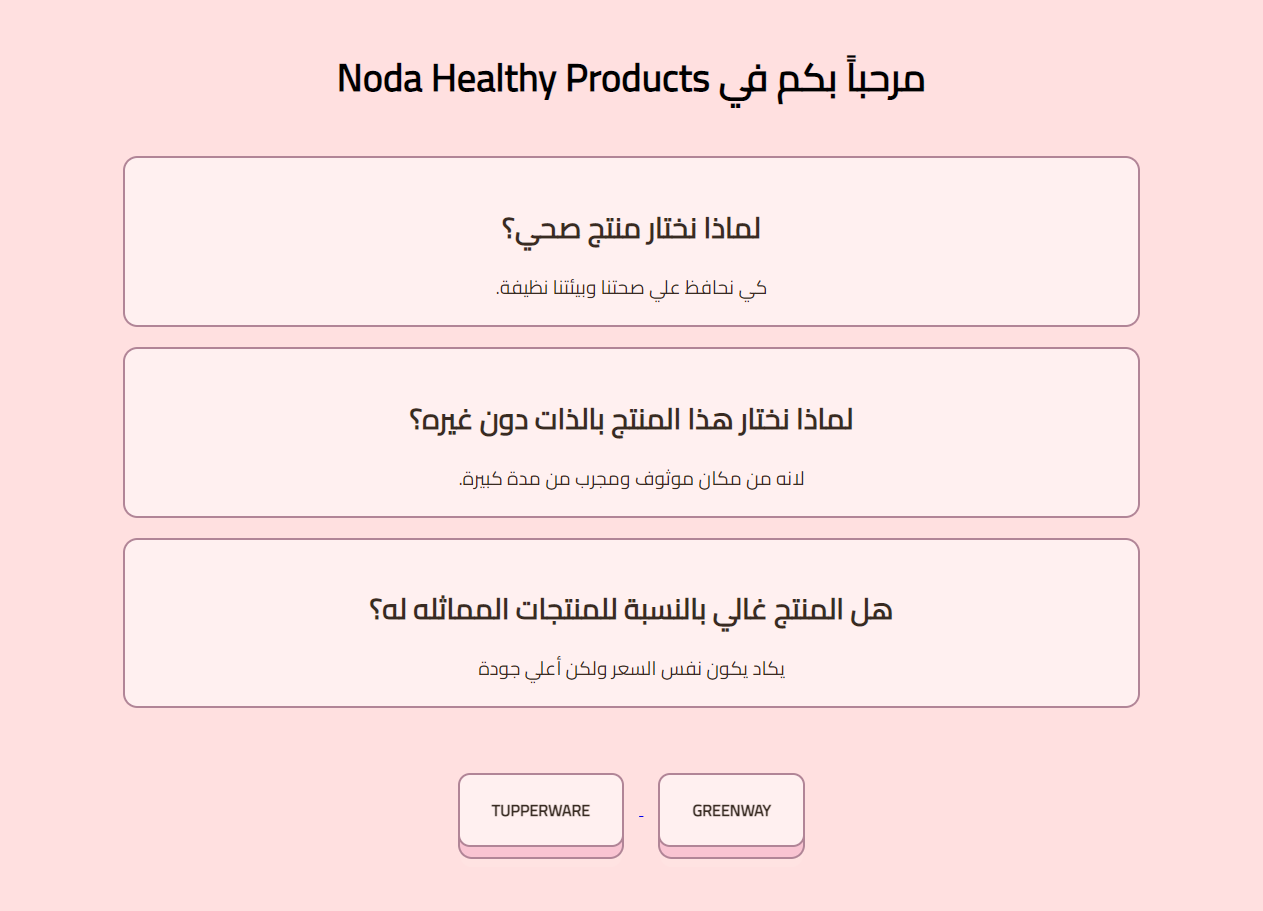 مرحباً بكم في Noda Healthy Products
لماذا نختار منتج صحي؟
كي نحافظ علي صحتنا وبيئتنا نظيفة.
لماذا نختار هذا المنتج بالذات دون غيره؟
لانه من مكان موثوف ومجرب من مدة كبيرة.
هل المنتج غالي بالنسبة للمنتجات المماثله له؟
يكاد يكون نفس السعر ولكن أعلي جودة
TUPPERWARE - GREENWAY